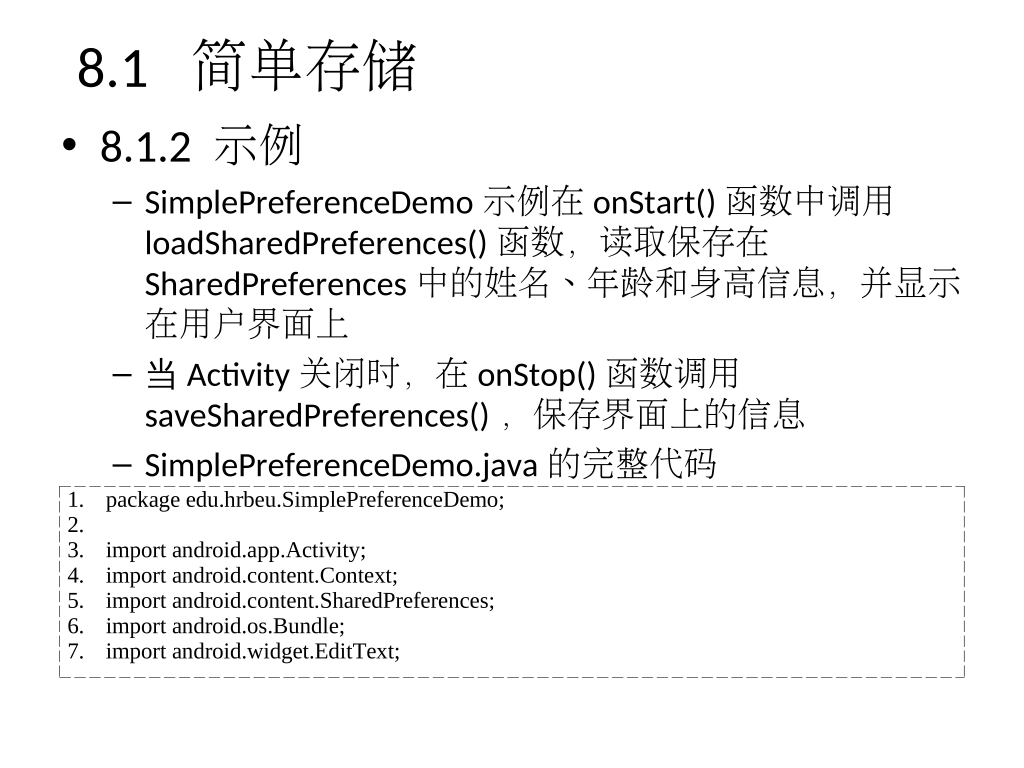 8.1 简单存储
• 8.1.2 示例
– SimplePreferenceDemo 示例在 onStart() 函数中调用
loadSharedPreferences() 函数，读取保存在
SharedPreferences 中的姓名、年龄和身高信息，并显示
在用户界面上
– 当 Activity 关闭时，在 onStop() 函数调用
saveSharedPreferences() ，保存界面上的信息
– SimplePreferenceDemo.java 的完整代码
1. package edu.hrbeu.SimplePreferenceDemo;
2.
3. import android.app.Activity;
4. import android.content.Context;
5. import android.content.SharedPreferences;
6. import android.os.Bundle;
7. import android.widget.EditText;